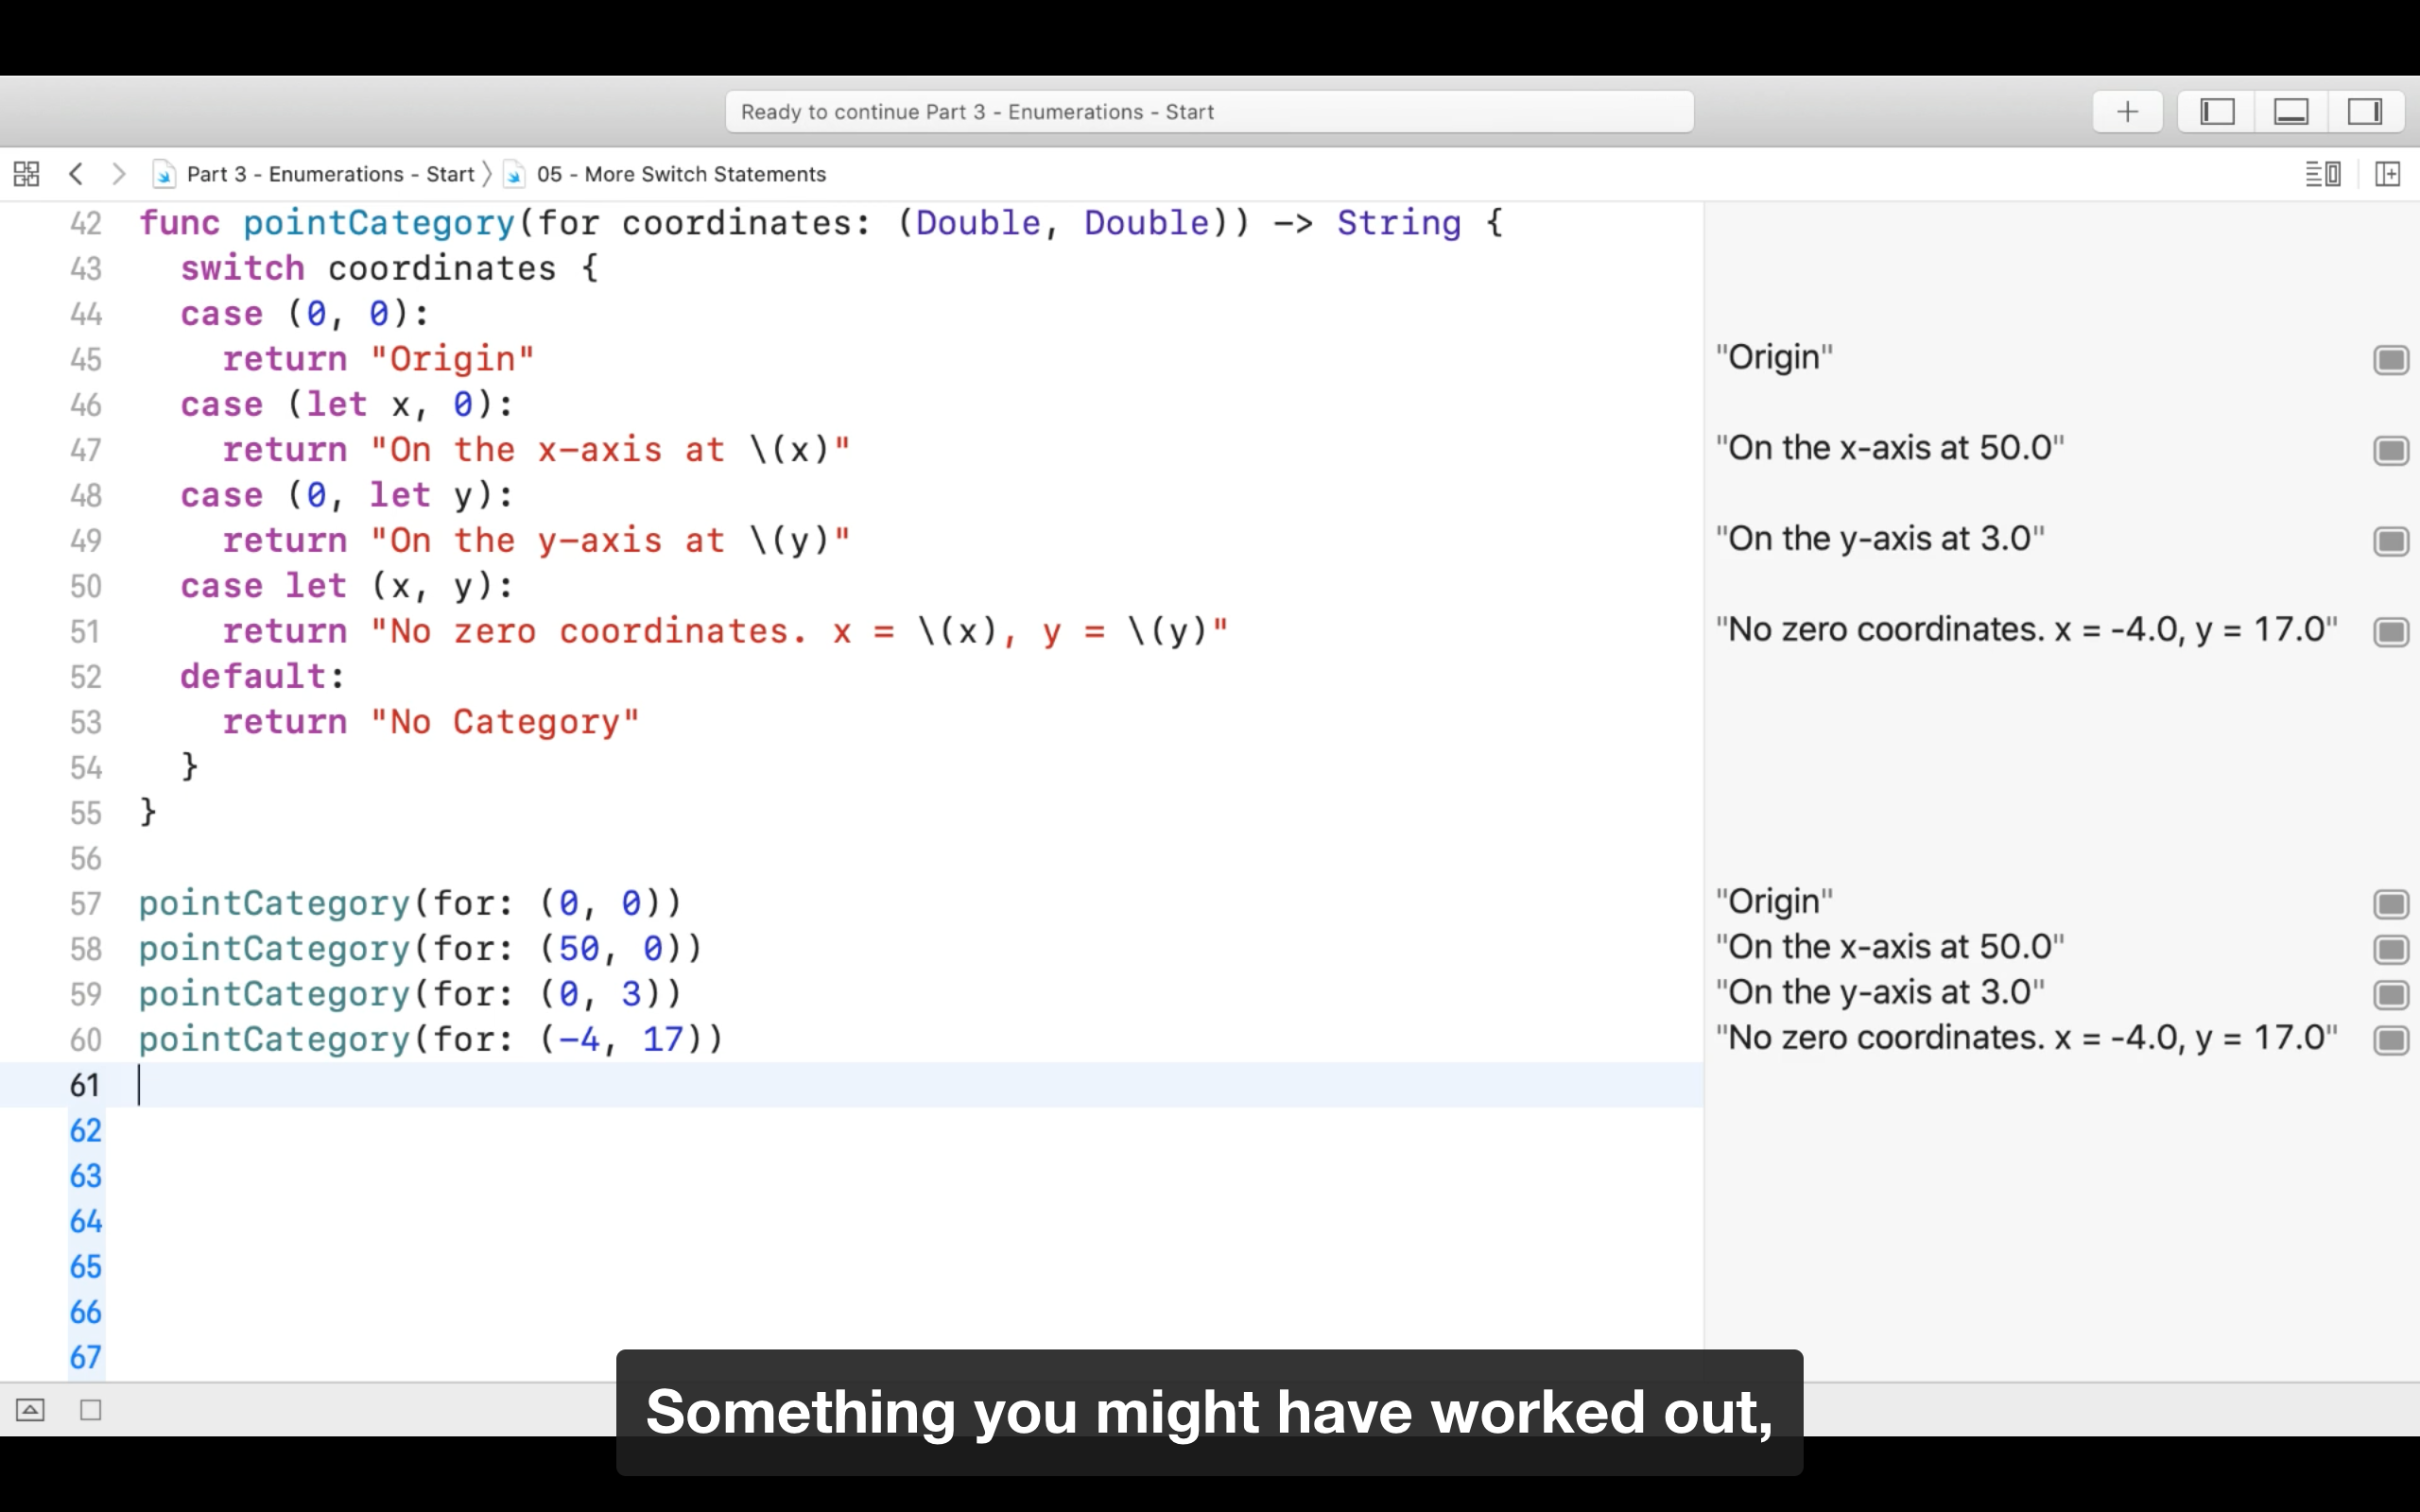 Ready to continue Part 3 - Enumerations - Start
Part 3 - Enumerations - Start
05 - More Switch Statements
42 func pointCategory(for coordinates: (Double, Double)) -> String {
43 switch coordinates {
44 case (0, 0):
45 return "Origin"
"Origin"
46 case (let x, 0):
47 return "On the x-axis at \(x)"
"On the x-axis at 50.0"
48 case (0, let y):
49 return "On the y-axis at \(y)"
"On the y-axis at 3.0"
50 case let (x, y):
51 return "No zero coordinates. x = \(x), y = \(y)"
"No zero coordinates. x = -4.0, y = 17.0"
52 default:
53 return "No Category"
54 }
55 }
56
57 pointCategory(for: (0, 0))
"Origin"
58 pointCategory(for: (50, 0))
"On the x-axis at 50.0"
59 pointCategory(for: (0, 3))
"On the y-axis at 3.0"
60 pointCategory(for: (-4, 17))
"No zero coordinates. x = -4.0, y = 17.0"
61
62
63
64
65
66
67
Something you might have worked out,